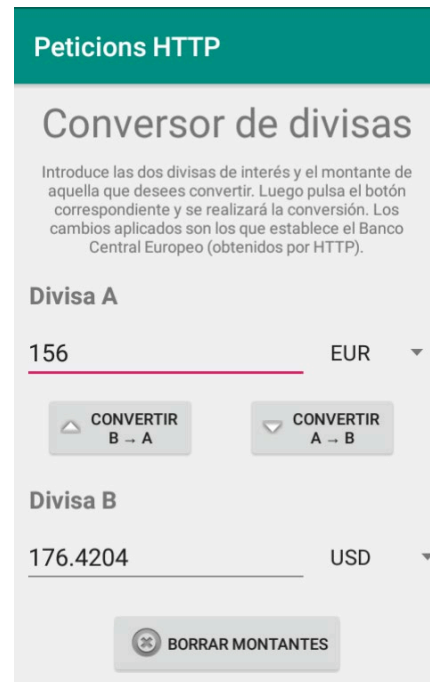 Peticions HTTP
Conversor de divisas
Introduce las dos divisas de interés y el montante de
aquella que desees convertir. Luego pulsa el botón
correspondiente y se realizará la conversión. Los
cambios aplicados son los que establece el Banco
Central Europeo (obtenidos por HTTP).
Divisa A
156 EUR
CONVERTIR
B → A
CONVERTIR
A → B
Divisa B
176.4204 USD
BORRAR MONTANTES